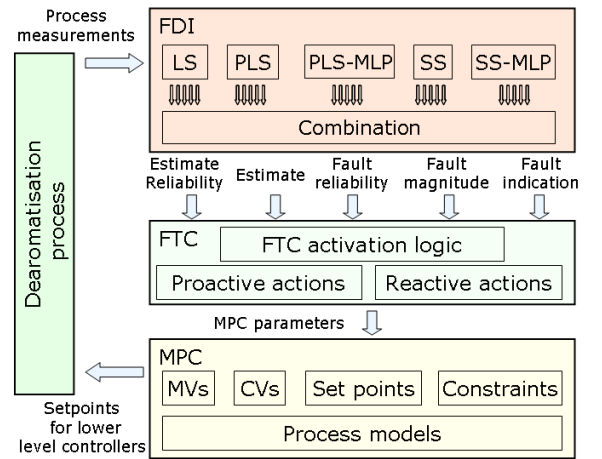 Process
measurements
FDI
LS PLS PLS-MLP SS SS-MLP
Combination
Estimate
Reliability
Estimate
Fault
reliability
Fault
magnitude
Fault
indication
Dearomatisation
process
FTC
FTC activation logic
Proactive actions Reactive actions
MPC parameters
MPC
MVs CVs Set points Constraints
Process models
Setpoints
for lower
level controllers